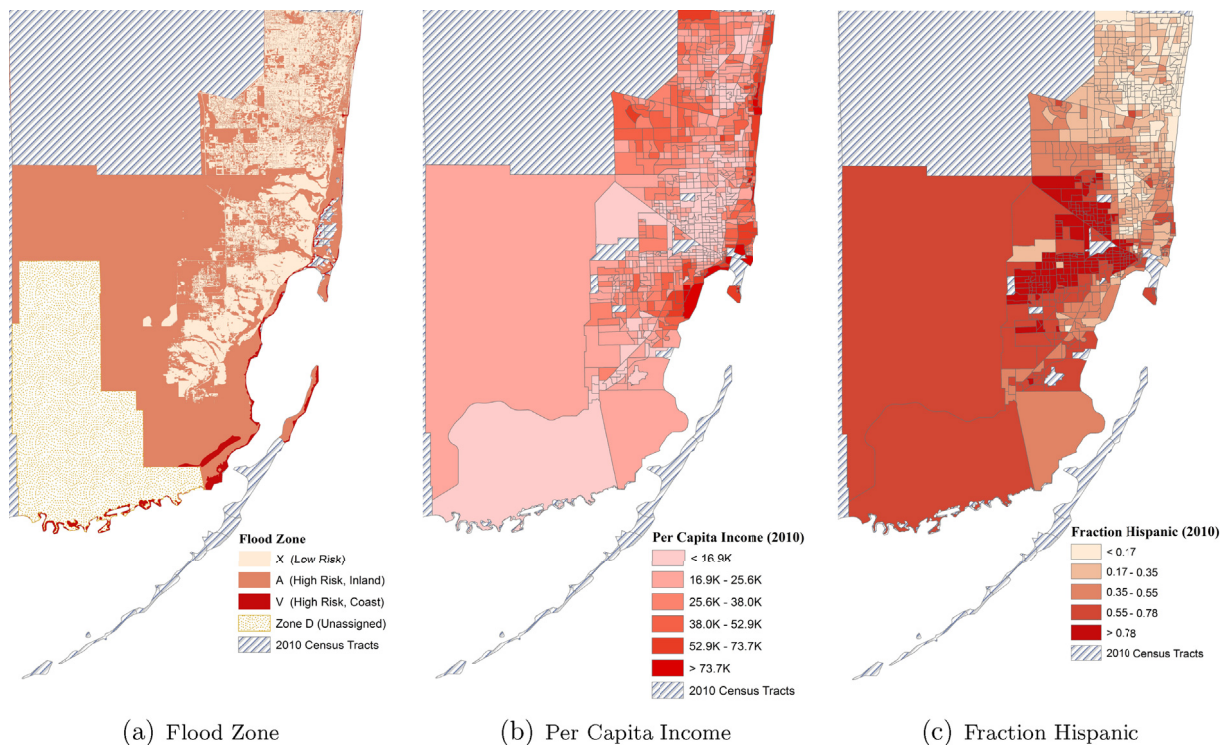 Flood Zone
X (Low Risk)
A (High Risk, Inland)
V (High Risk, Coast)
Zone D (Unassigned)
2010 Census Tracts
(a) Flood Zone
Per Capita Income (2010)
< 16.9K
16.9K - 25.6K
25.6K - 38.0K
38.0K - 52.9K
52.9K - 73.7K
> 73.7K
2010 Census Tracts
(b) Per Capita Income
Fraction Hispanic (2010)
< 0.17
0.17 - 0.35
0.35 - 0.55
0.55 - 0.78
> 0.78
2010 Census Tracts
(c) Fraction Hispanic